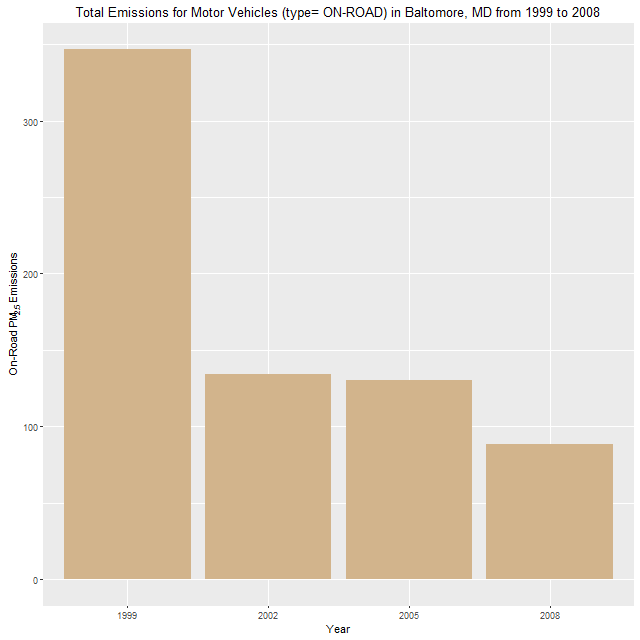 Total Emissions for Motor Vehicles (type= ON-ROAD) in Baltomore, MD from 1999 to 2008
On-Road PM2.5 Emissions
300
200
100
0
1999 2002 2005 2008
Year